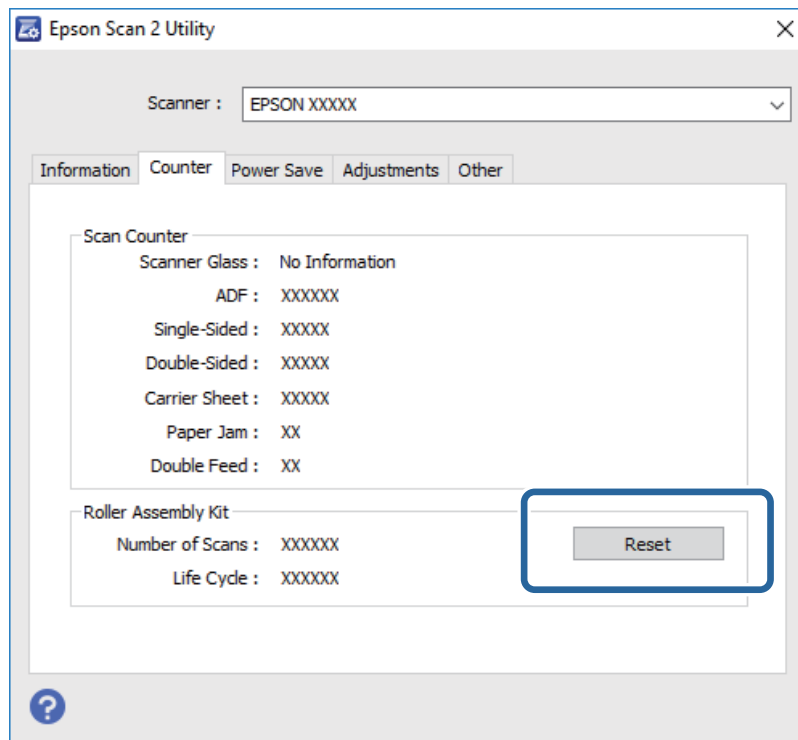 Epson Scan 2 Utility
Scanner : EPSON XXXXX
Information Counter Power Save Adjustments Other
Scan Counter
Scanner Glass : No Information
ADF : XXXXXX
Single-Sided : XXXXX
Double-Sided : XXXXX
Carrier Sheet : XXXXX
Paper Jam : XX
Double Feed : XX
Roller Assembly Kit
Number of Scans : XXXXXX Reset
Life Cycle : XXXXXX
?